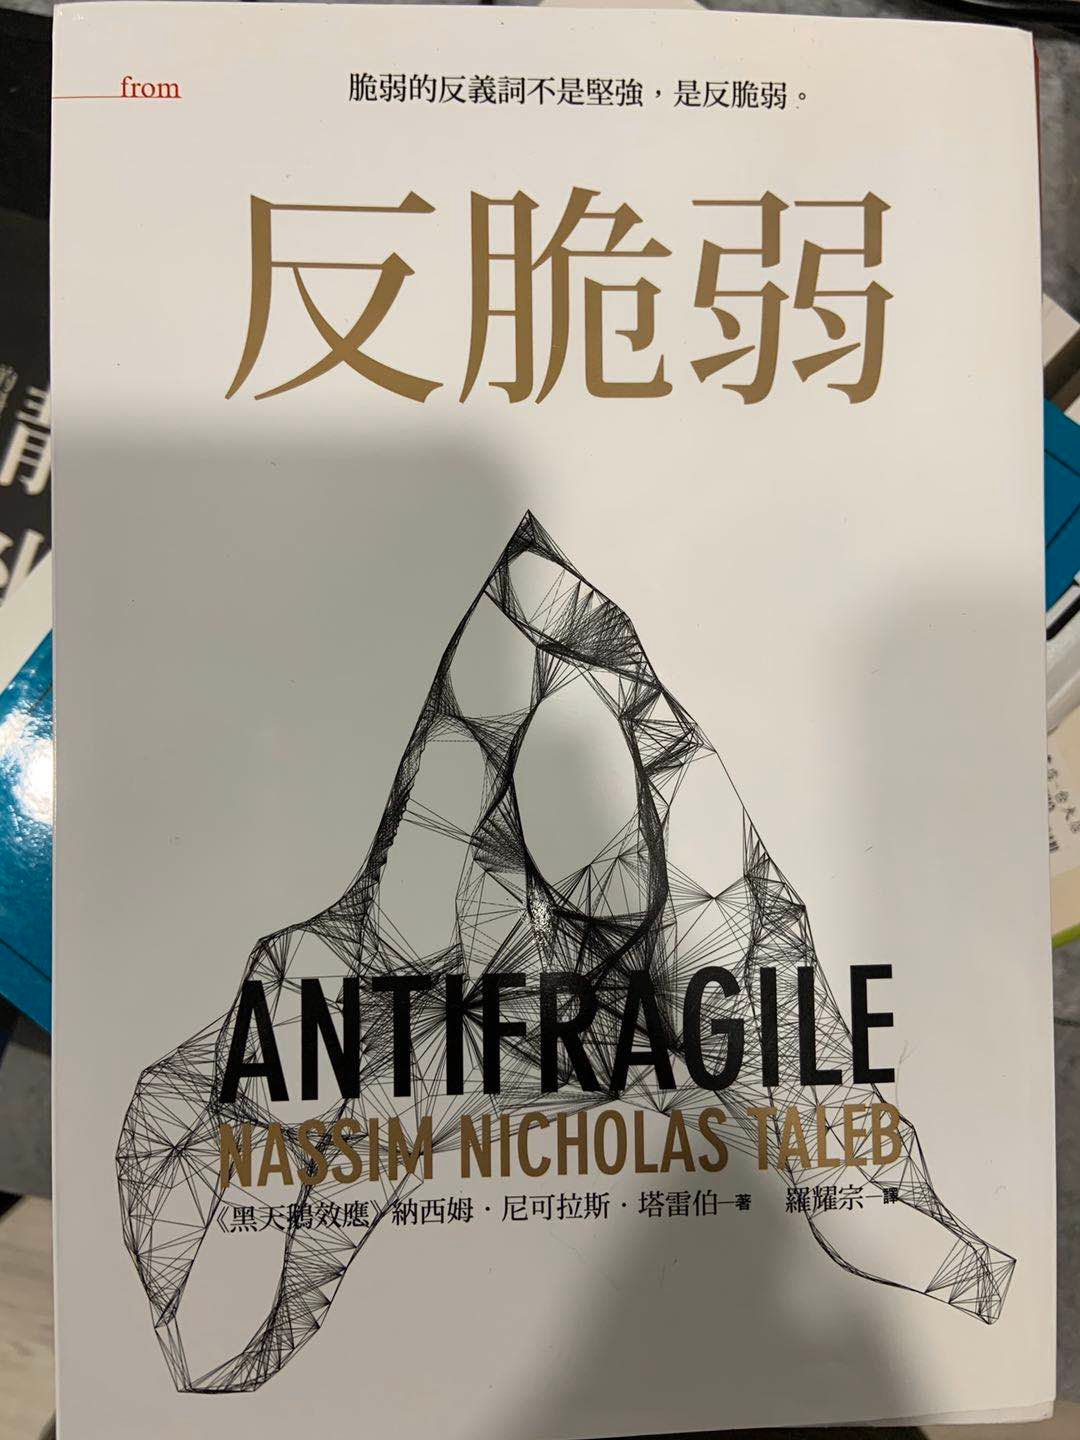 from
脆弱的反義詞不是堅強，是反脆弱。
反脆弱
ANTIFRAGILE
NASSIM NICHOLAS TALEB
《黑天鵝效應》納西姆·尼可拉斯·塔雷伯—著 羅耀宗—譯